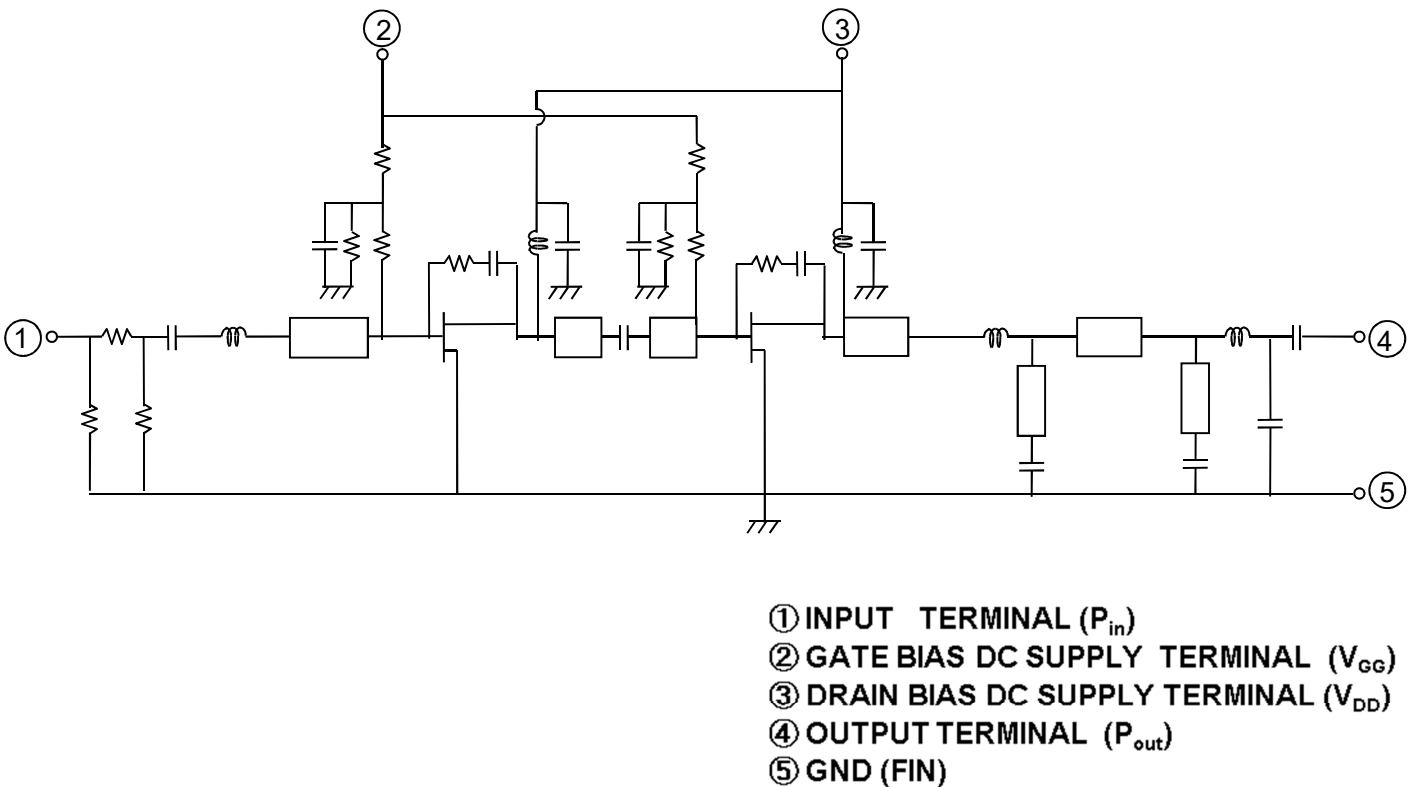 ② ③
① ④
⑤
① INPUT TERMINAL (Pin)
② GATE BIAS DC SUPPLY TERMINAL (VGG)
③ DRAIN BIAS DC SUPPLY TERMINAL (VDD)
④ OUTPUT TERMINAL (Pout)
⑤ GND (FIN)